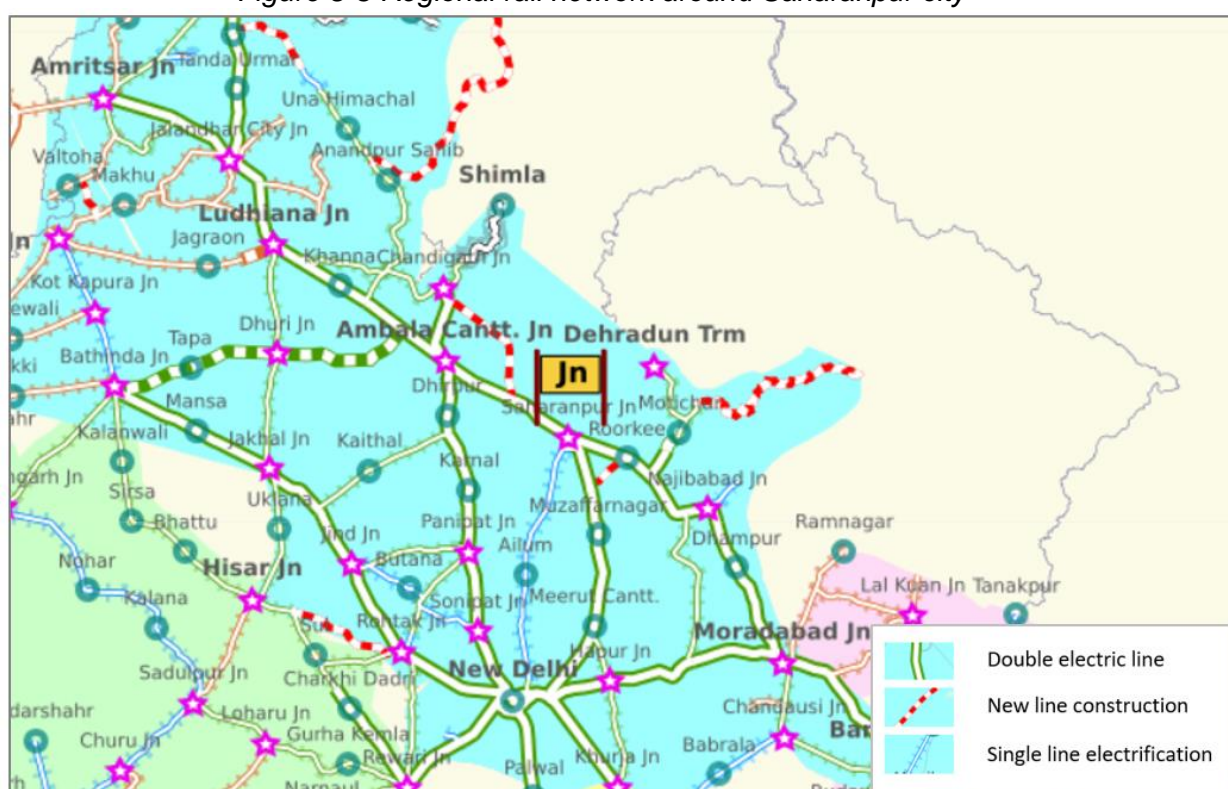 Figure 3-3 Regional rail network around Saharanpur city
Amritsar Jn
Tanda Urmar
Una Himachal
Jalandhar City Jn
Anandpur Sahib
Valtoha
Makhu
Shimla
Ludhiana Jn
Jagraon
Khanna
Chandigarh Jn
Kot Kapura Jn
Dhuri Jn
Ambala Cantt. Jn
Dehradun Trm
Tapa
Bathinda Jn
Jn
Dhirpur
Mansa
Saharanpur Jn
Motichur
Kalanwali
Jakhal Jn
Kaithal
Roorkee
Karnal
Najibabad Jn
Sirsa
Uklana
Muzaffarnagar
Bhattu
Jind Jn
Panipat Jn
Ramnagar
Nohar
Butana
Ailum
Dhampur
Hisar Jn
Lal Kuan Jn
Tanakpur
Kalana
Sonipat Jn
Meerut Cantt.
Rohtak Jn
Moradabad Jn
Sadulpur Jn
Charkhi Dadri
New Delhi
Hapur Jn
Double electric line
Loharu Jn
Chandausi Jn
New line construction
Churu Jn
Gurha Kemla
Rewari Jn
Babrala
Single line electrification
Narnaul
Palwal
Khurja Jn